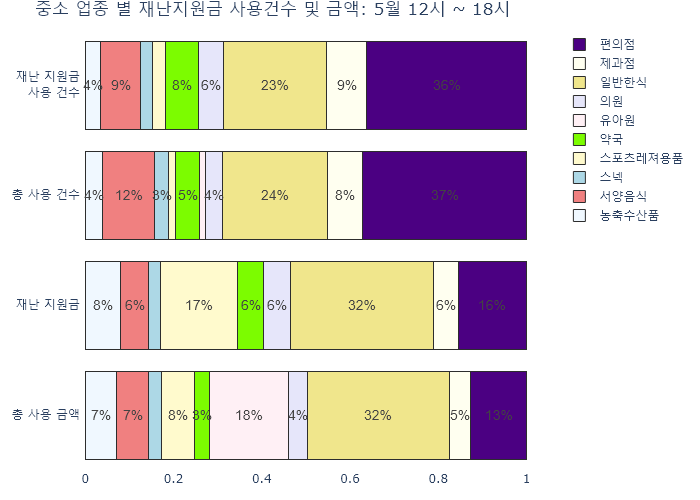 중소 업종 별 재난지원금 사용건수 및 금액: 5월 12시 ~ 18시
재난 지원금
사용 건수
4%
9%
8%
6%
23%
9%
36%
총 사용 건수
4%
12%
3%
5%
4%
24%
8%
37%
재난 지원금
8%
6%
17%
6%
6%
32%
6%
16%
총 사용 금액
7%
7%
8%
3%
18%
4%
32%
5%
13%
0
0.2
0.4
0.6
0.8
1
편의점
제과점
일반한식
의원
유아원
약국
스포츠레져용품
스넥
서양음식
농축수산품